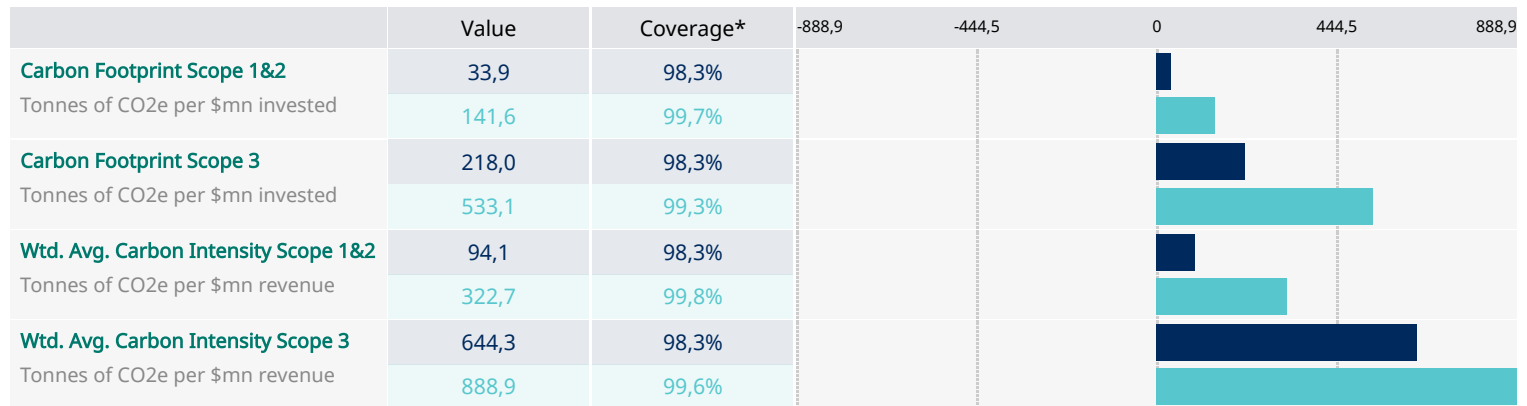 Value Coverage* -888,9 -444,5 0 444,5 888,9
Carbon Footprint Scope 1&2 33,9 98,3%
Tonnes of CO2e per $mn invested 141,6 99,7%
Carbon Footprint Scope 3 218,0 98,3%
Tonnes of CO2e per $mn invested 533,1 99,3%
Wtd. Avg. Carbon Intensity Scope 1&2 94,1 98,3%
Tonnes of CO2e per $mn revenue 322,7 99,8%
Wtd. Avg. Carbon Intensity Scope 3 644,3 98,3%
Tonnes of CO2e per $mn revenue 888,9 99,6%